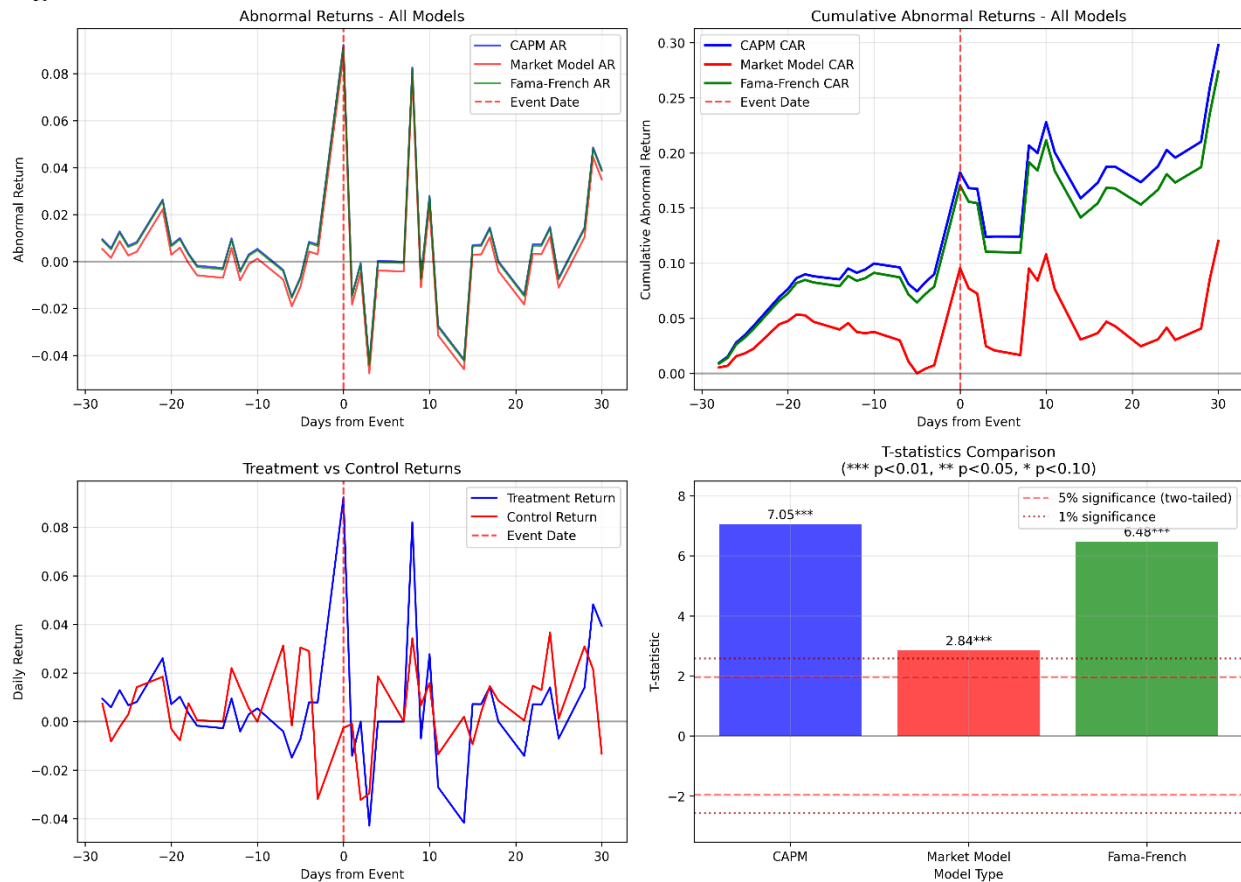 Abnormal Returns - All Models
CAPM AR
Market Model AR
Fama-French AR
Event Date
Abnormal Return
0.08
0.06
0.04
0.02
0.00
−0.02
−0.04
−30
−20
−10
0
10
20
30
Days from Event
Cumulative Abnormal Returns - All Models
CAPM CAR
Market Model CAR
Fama-French CAR
Event Date
Cumulative Abnormal Return
0.30
0.25
0.20
0.15
0.10
0.05
0.00
−30
−20
−10
0
10
20
30
Days from Event
Treatment vs Control Returns
Treatment Return
Control Return
Event Date
Daily Return
0.08
0.06
0.04
0.02
0.00
−0.02
−0.04
−30
−20
−10
0
10
20
30
Days from Event
T-statistics Comparison
(*** p<0.01, ** p<0.05, * p<0.10)
5% significance (two-tailed)
1% significance
7.05***
2.84***
6.48***
T-statistic
8
6
4
2
0
−2
CAPM
Market Model
Fama-French
Model Type